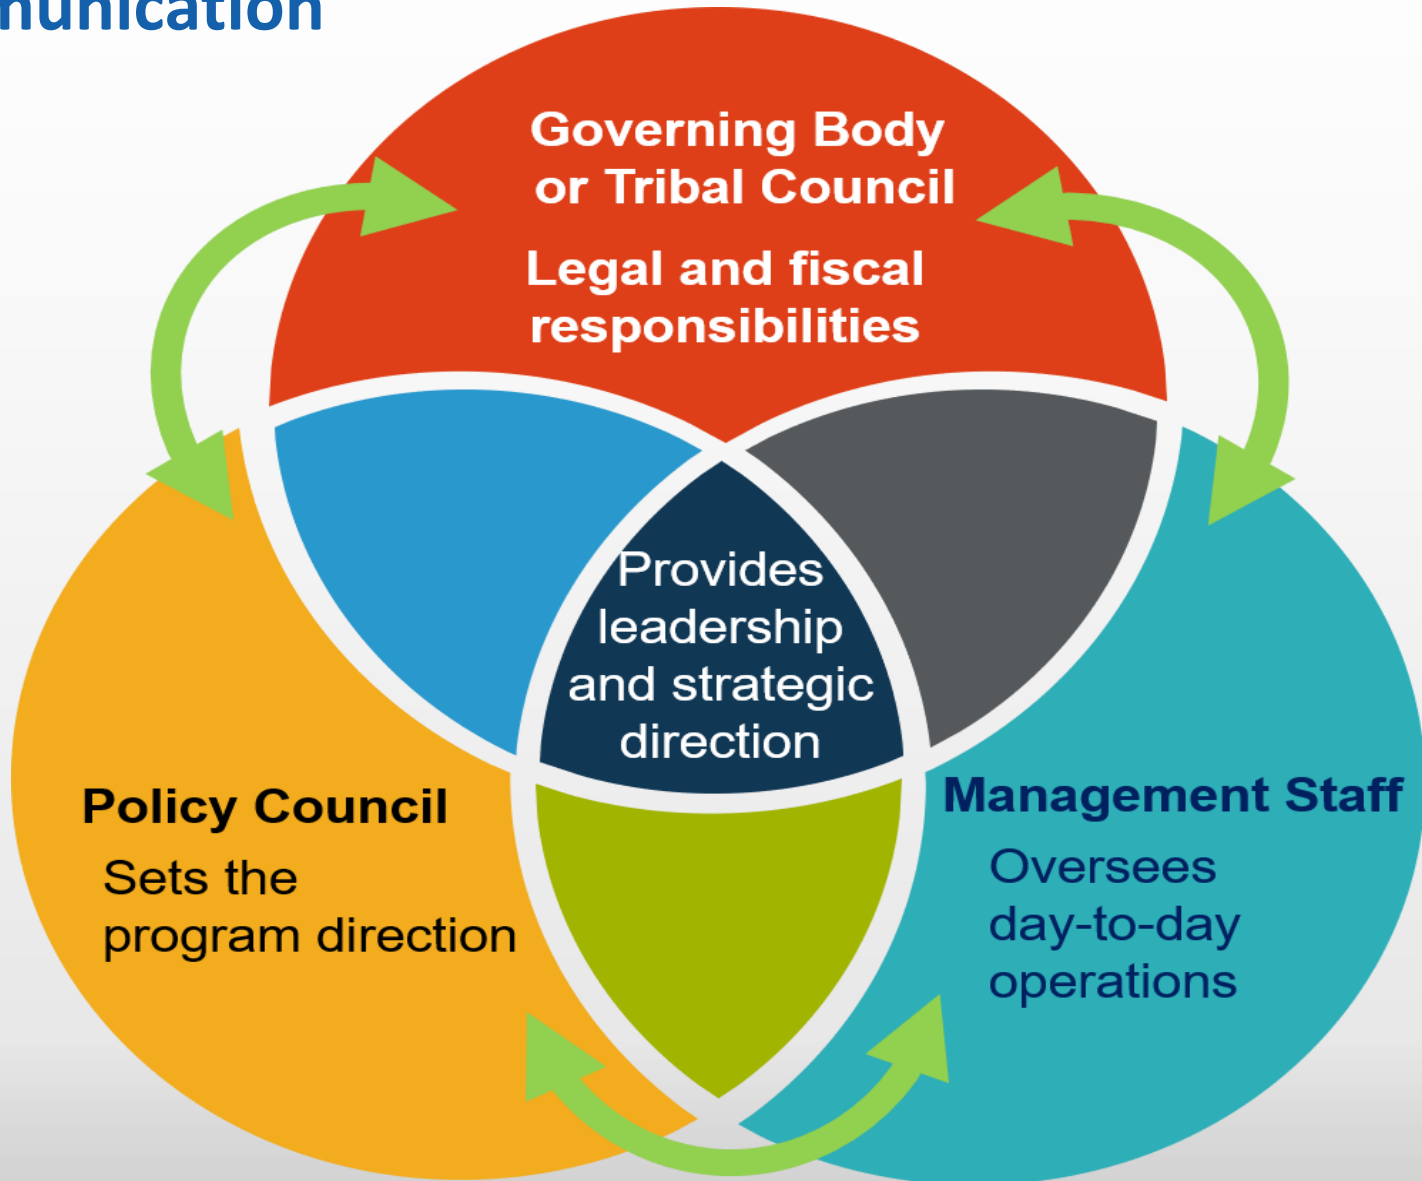 Governing Body
or Tribal Council
Legal and fiscal
responsibilities
Provides
leadership
and strategic
direction
Policy Council
Sets the
program direction
Management Staff
Oversees
day-to-day
operations